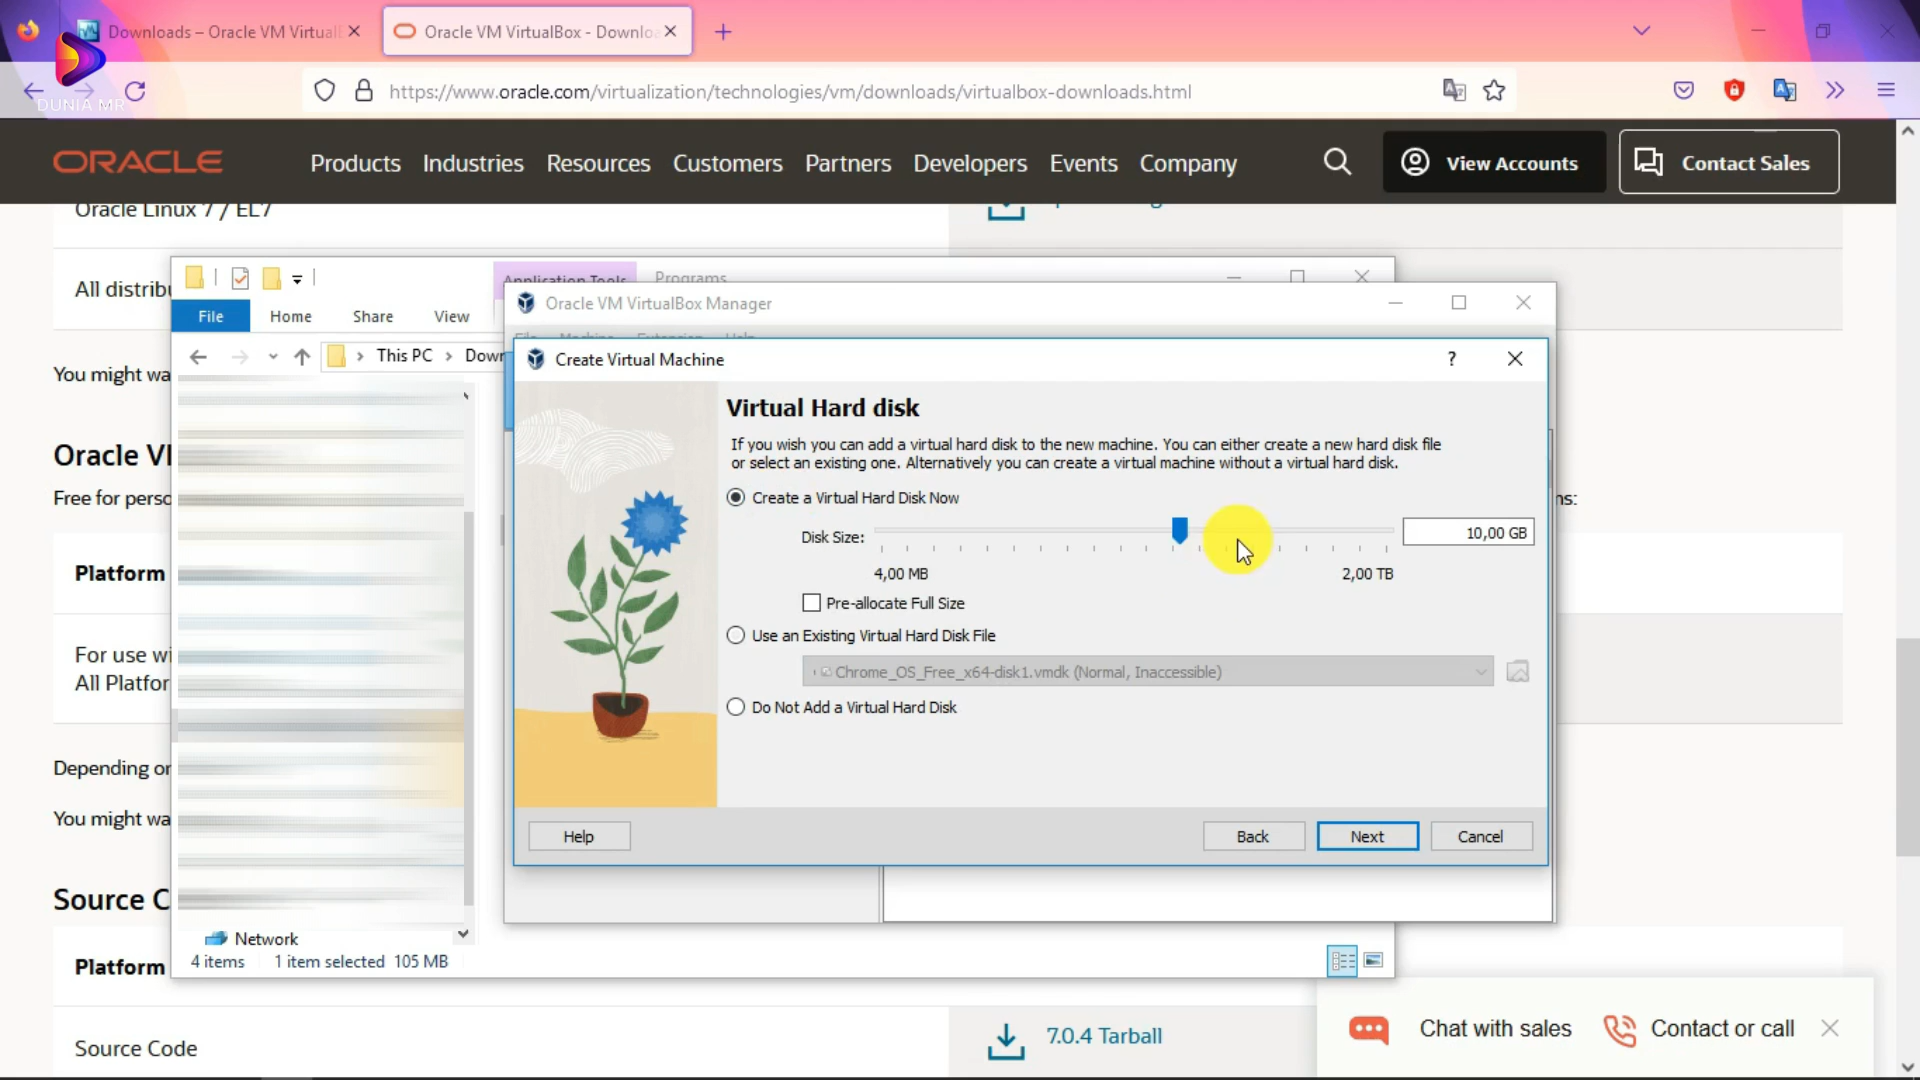 Downloads – Oracle VM Virtual
Oracle VM VirtualBox - Downlo
DUNIA MR
https://www.oracle.com/virtualization/technologies/vm/downloads/virtualbox-downloads.html
ORACLE
Products
Industries
Resources
Customers
Partners
Developers
Events
Company
View Accounts
Contact Sales
Oracle Linux 7 / EL7
All distribu
Application Tools
Programs
File
Home
Share
View
This PC
Down
You might wa
Oracle VM VirtualBox Manager
File
Machine
Extension
Help
Create Virtual Machine
?
Virtual Hard disk
If you wish you can add a virtual hard disk to the new machine. You can either create a new hard disk file
or select an existing one. Alternatively you can create a virtual machine without a virtual hard disk.
Create a Virtual Hard Disk Now
Disk Size:
10,00 GB
4,00 MB
2,00 TB
Pre-allocate Full Size
Use an Existing Virtual Hard Disk File
Chrome_OS_Free_x64-disk1.vmdk (Normal, Inaccessible)
Do Not Add a Virtual Hard Disk
Help
Back
Next
Cancel
Oracle VI
Free for perso
ns:
Platform
For use wi
All Platfor
Depending or
You might wa
Source C
Network
4 items
1 item selected 105 MB
Platform
Source Code
7.0.4 Tarball
Chat with sales
Contact or call